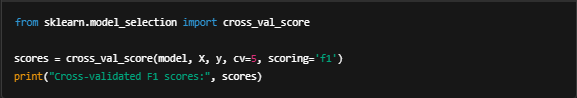 from sklearn.model_selection import cross_val_score
scores = cross_val_score(model, X, y, cv=5, scoring='f1')
print("Cross-validated F1 scores:", scores)